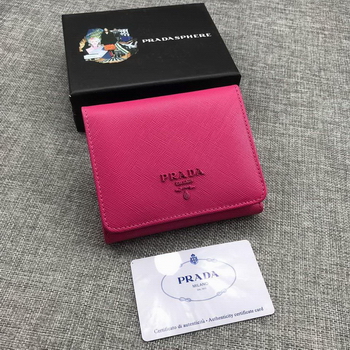 PRADASPHERE
PRADA
PRADA
MILANO
Certificato di autenticità • Authenticity certificate card